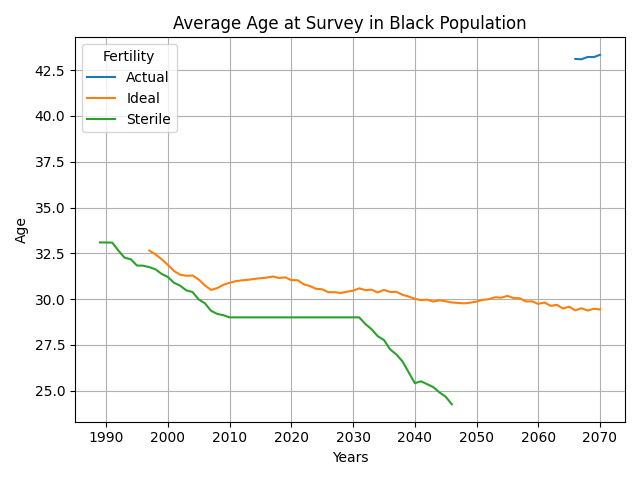 Average Age at Survey in Black Population
Fertility
Actual
Ideal
Sterile
Age
42.5
40.0
37.5
35.0
32.5
30.0
27.5
25.0
1990 2000 2010 2020 2030 2040 2050 2060 2070
Years